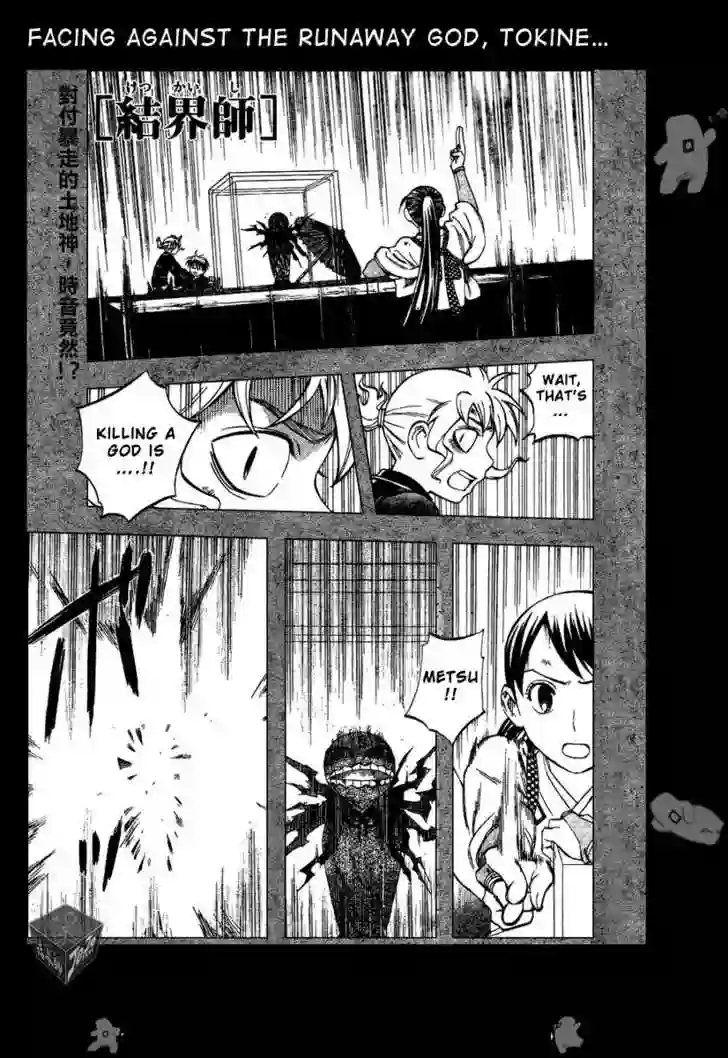 FACING AGAINST THE RUNAWAY GOD, TOKINE...
けっかいし
[結界師]
對付暴走的土地神，時音竟然!?
WAIT,
THAT'S
...
KILLING A
GOD IS
....!!
METSU
!!